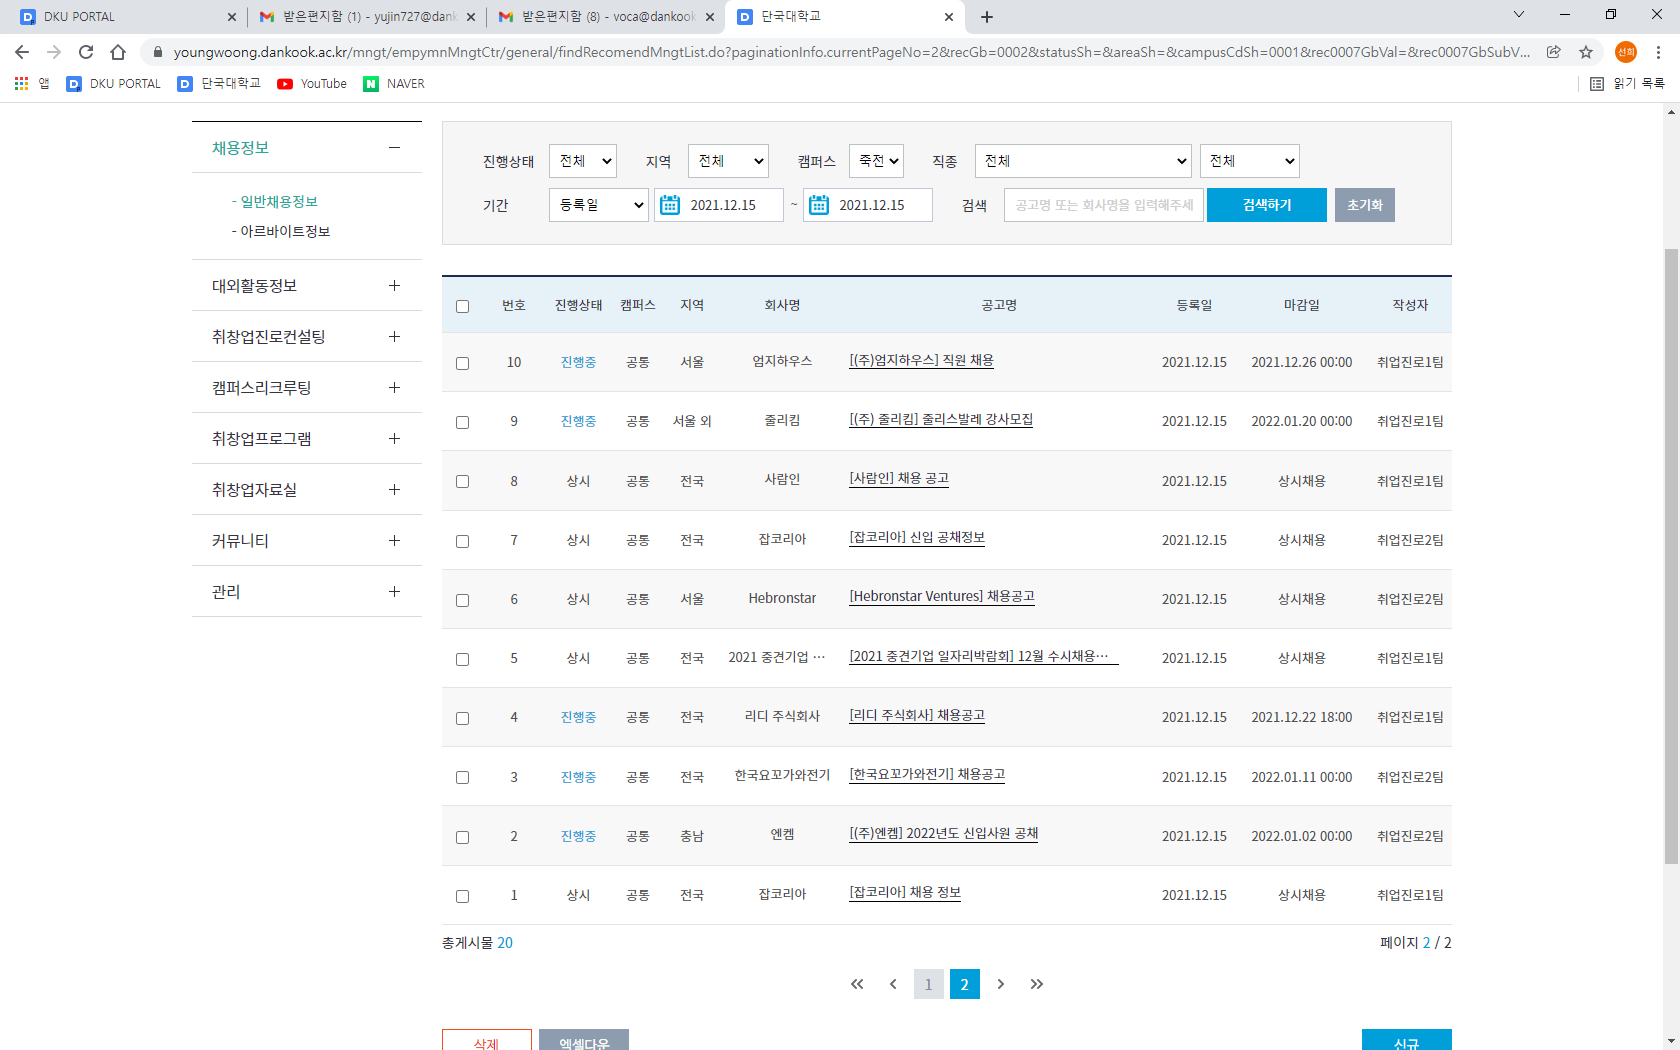 DKU PORTAL
받은편지함 (1) - yujin727@dank
받은편지함 (8) - voca@dankook
단국대학교
youngwoong.dankook.ac.kr/mngt/empymnMngtCtr/general/findRecomendMngtList.do?paginationInfo.currentPageNo=2&recGb=0002&statusSh=&areaSh=&campusCdSh=0001&rec0007GbVal=&rec0007GbSubV...
선희
앱 DKU PORTAL 단국대학교 YouTube NAVER 읽기 목록
채용정보
- 일반채용정보
- 아르바이트정보
대외활동정보
취창업진로컨설팅
캠퍼스리크루팅
취창업프로그램
취창업자료실
커뮤니티
관리
진행상태 전체 지역 전체 캠퍼스 죽전 직종 전체 전체
기간 등록일 2021.12.15 ~ 2021.12.15 검색 공고명 또는 회사명을 입력해주세 검색하기 초기화
번호 진행상태 캠퍼스 지역 회사명 공고명 등록일 마감일 작성자
10 진행중 공통 서울 엄지하우스 [(주)엄지하우스] 직원 채용 2021.12.15 2021.12.26 00:00 취업진로1팀
9 진행중 공통 서울 외 줄리킴 [(주) 줄리킴] 줄리스발레 강사모집 2021.12.15 2022.01.20 00:00 취업진로1팀
8 상시 공통 전국 사람인 [사람인] 채용 공고 2021.12.15 상시채용 취업진로1팀
7 상시 공통 전국 잡코리아 [잡코리아] 신입 공채정보 2021.12.15 상시채용 취업진로2팀
6 상시 공통 서울 Hebronstar [Hebronstar Ventures] 채용공고 2021.12.15 상시채용 취업진로2팀
5 상시 공통 전국 2021 중견기업 … [2021 중견기업 일자리박람회] 12월 수시채용… 2021.12.15 상시채용 취업진로2팀
4 진행중 공통 전국 리디 주식회사 [리디 주식회사] 채용공고 2021.12.15 2021.12.22 18:00 취업진로1팀
3 진행중 공통 전국 한국요꼬가와전기 [한국요꼬가와전기] 채용공고 2021.12.15 2022.01.11 00:00 취업진로2팀
2 진행중 공통 충남 엔켐 [(주)엔켐] 2022년도 신입사원 공채 2021.12.15 2022.01.02 00:00 취업진로2팀
1 상시 공통 전국 잡코리아 [잡코리아] 채용 정보 2021.12.15 상시채용 취업진로1팀
총게시물 20 페이지 2 / 2
« ‹ 1 2 › »
삭제 엑셀다운 신규